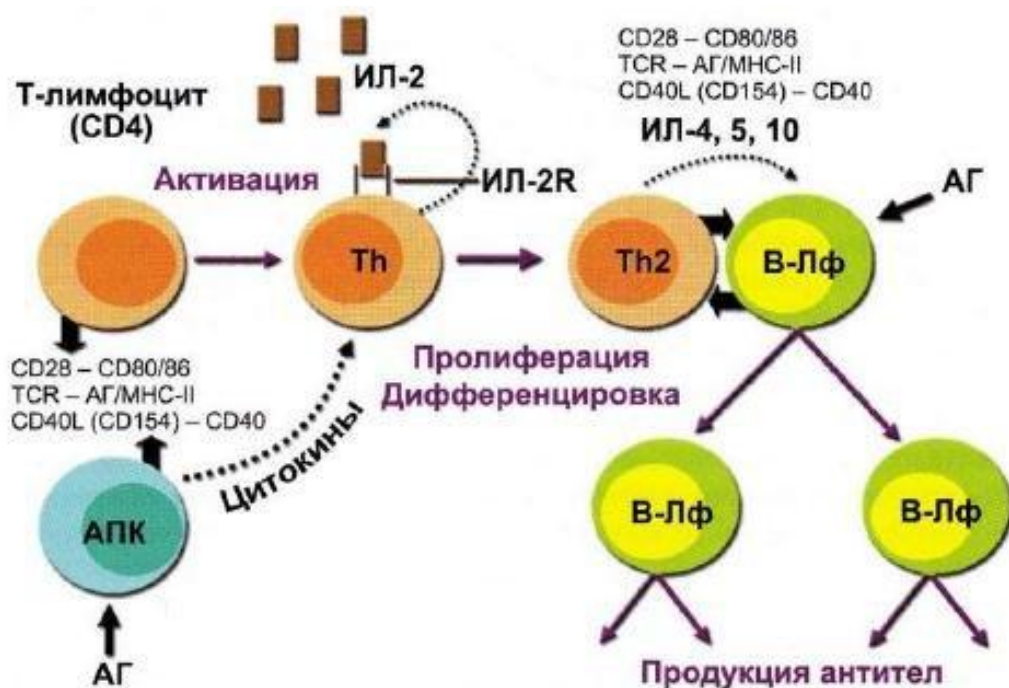 ИЛ-2
Т-лимфоцит
(CD4)
Активация
ИЛ-2R
CD28 – CD80/86
TCR – АГ/МНС-II
CD40L (CD154) – CD40
ИЛ-4, 5, 10
АГ
Th
Th2
В-Лф
CD28 – CD80/86
TCR – АГ/МНС-II
CD40L (CD154) – CD40
Пролиферация
Дифференцировка
Цитокины
АПК
АГ
В-Лф
В-Лф
Продукция антител